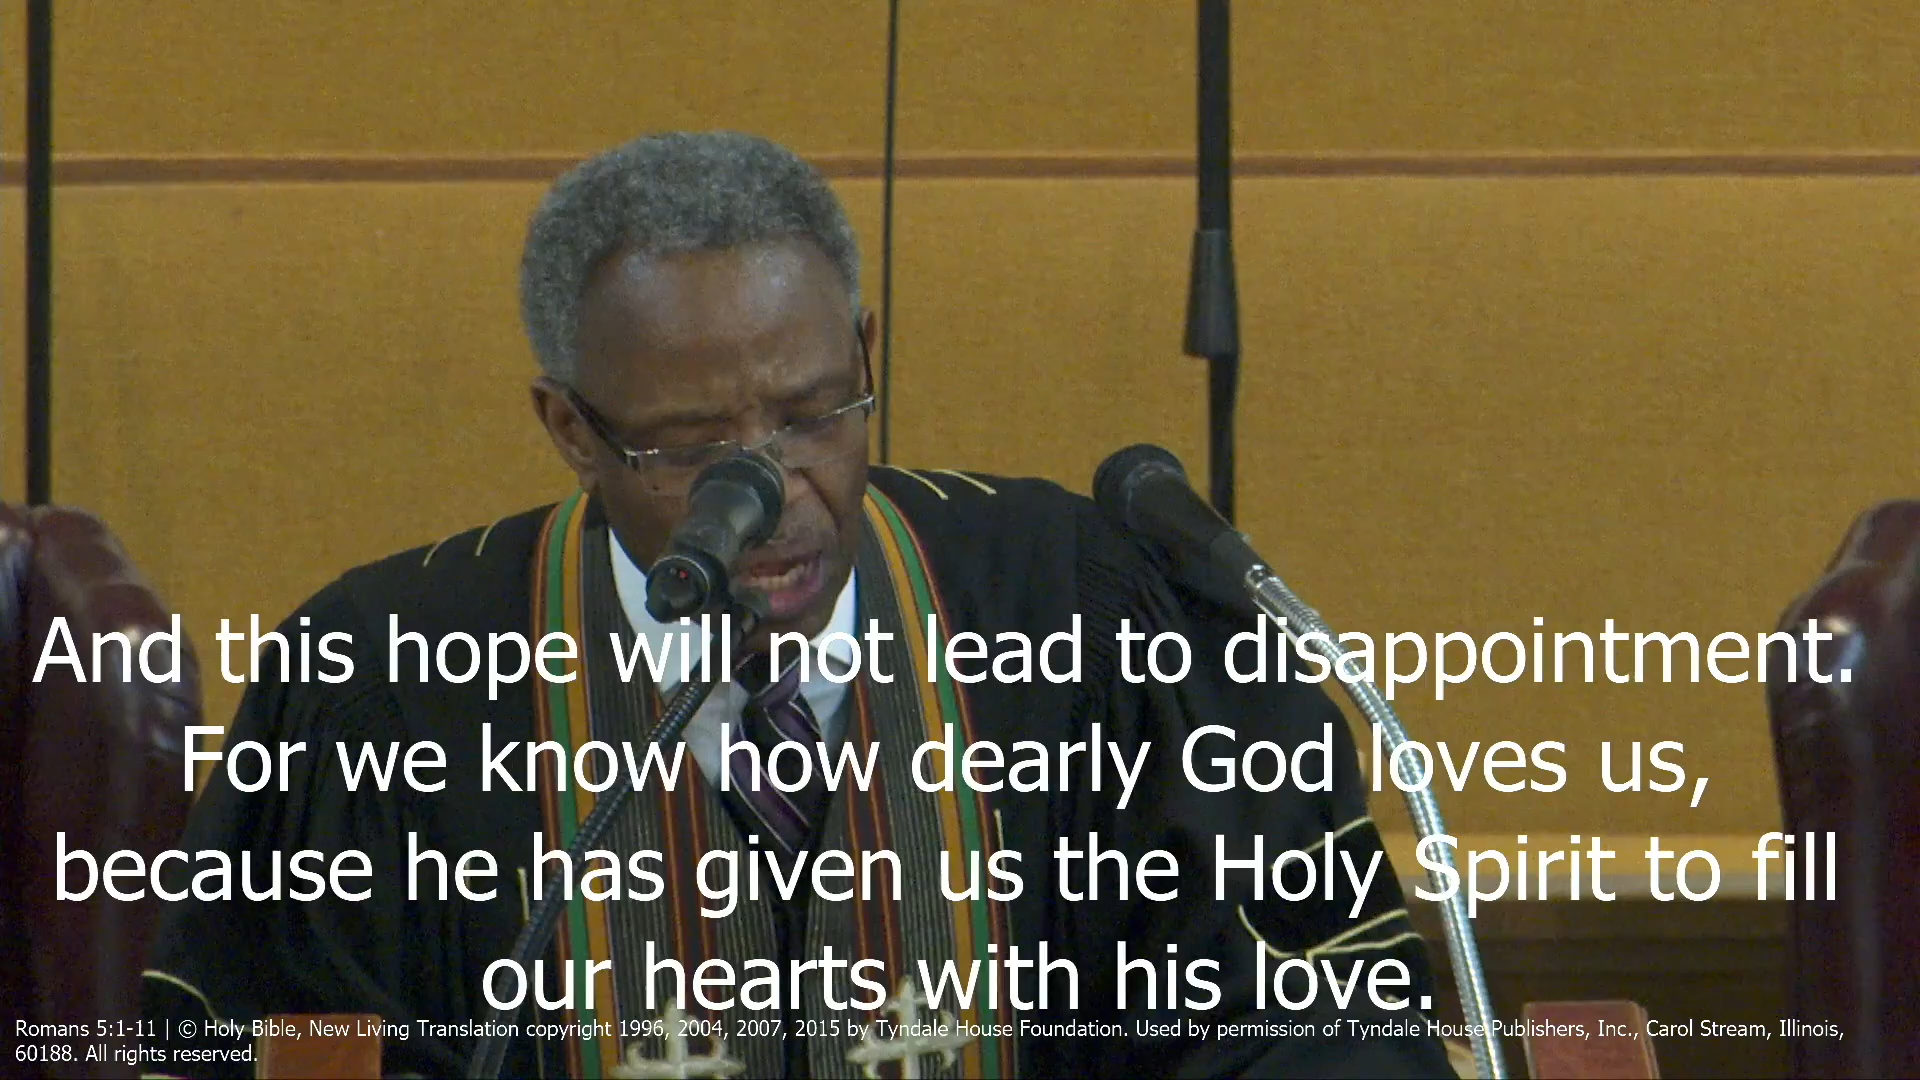 And this hope will not lead to disappointment.
For we know how dearly God loves us,
because he has given us the Holy Spirit to fill
our hearts with his love.
Romans 5:1-11 | © Holy Bible, New Living Translation copyright 1996, 2004, 2007, 2015 by Tyndale House Foundation. Used by permission of Tyndale House Publishers, Inc., Carol Stream, Illinois,
60188. All rights reserved.